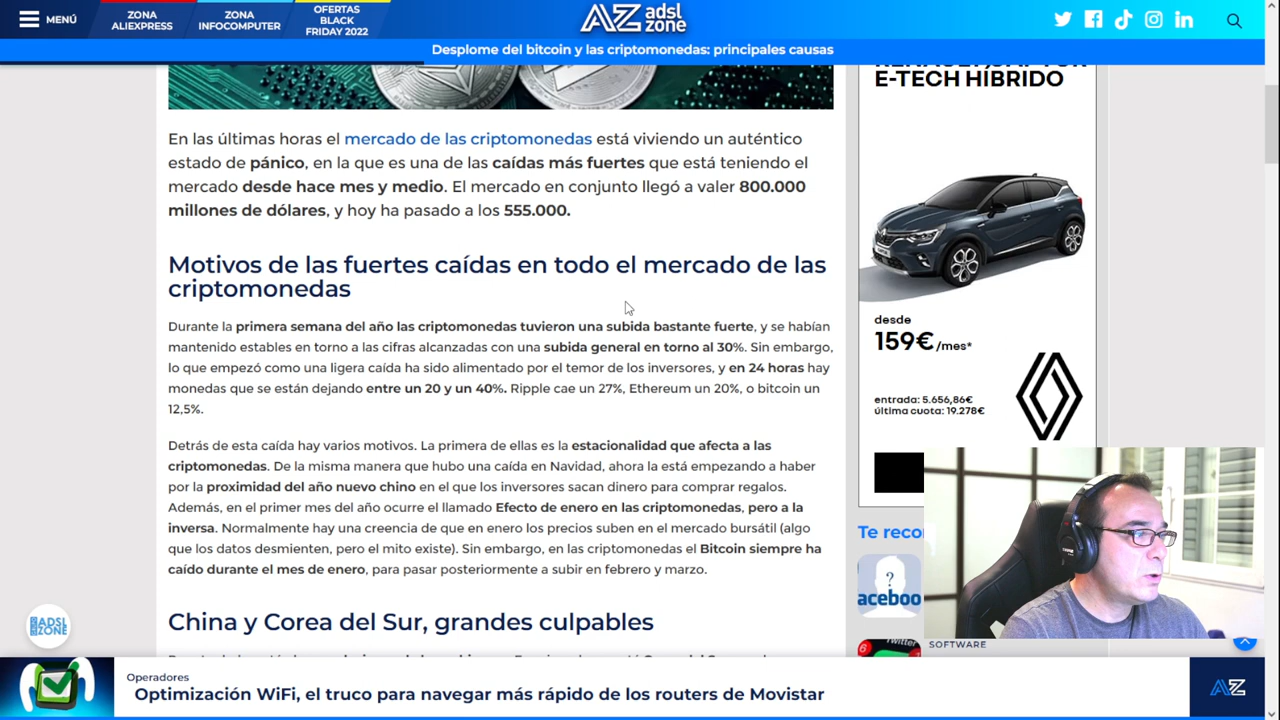 MENÚ
ZONA
ALIEXPRESS
ZONA
INFOCOMPUTER
OFERTAS
BLACK
FRIDAY 2022
AZ adsl
zone
Desplome del bitcoin y las criptomonedas: principales causas
E-TECH HÍBRIDO
En las últimas horas el mercado de las criptomonedas está viviendo un auténtico
estado de pánico, en la que es una de las caídas más fuertes que está teniendo el
mercado desde hace mes y medio. El mercado en conjunto llegó a valer 800.000
millones de dólares, y hoy ha pasado a los 555.000.
Motivos de las fuertes caídas en todo el mercado de las
criptomonedas
Durante la primera semana del año las criptomonedas tuvieron una subida bastante fuerte, y se habían
mantenido estables en torno a las cifras alcanzadas con una subida general en torno al 30%. Sin embargo,
lo que empezó como una ligera caída ha sido alimentado por el temor de los inversores, y en 24 horas hay
monedas que se están dejando entre un 20 y un 40%. Ripple cae un 27%, Ethereum un 20%, o bitcoin un
12,5%.
Detrás de esta caída hay varios motivos. La primera de ellas es la estacionalidad que afecta a las
criptomonedas. De la misma manera que hubo una caída en Navidad, ahora la está empezando a haber
por la proximidad del año nuevo chino en el que los inversores sacan dinero para comprar regalos.
Además, en el primer mes del año ocurre el llamado Efecto de enero en las criptomonedas, pero a la
inversa. Normalmente hay una creencia de que en enero los precios suben en el mercado bursátil (algo
que los datos desmienten, pero el mito existe). Sin embargo, en las criptomonedas el Bitcoin siempre ha
caído durante el mes de enero, para pasar posteriormente a subir en febrero y marzo.
China y Corea del Sur, grandes culpables
desde
159€/mes*
entrada: 5.656,86€
última cuota: 19.278€
Te reco
?
aceboo
6
Twitter
SOFTWARE
ADSL
ZONE
Operadores
Optimización WiFi, el truco para navegar más rápido de los routers de Movistar
AZ